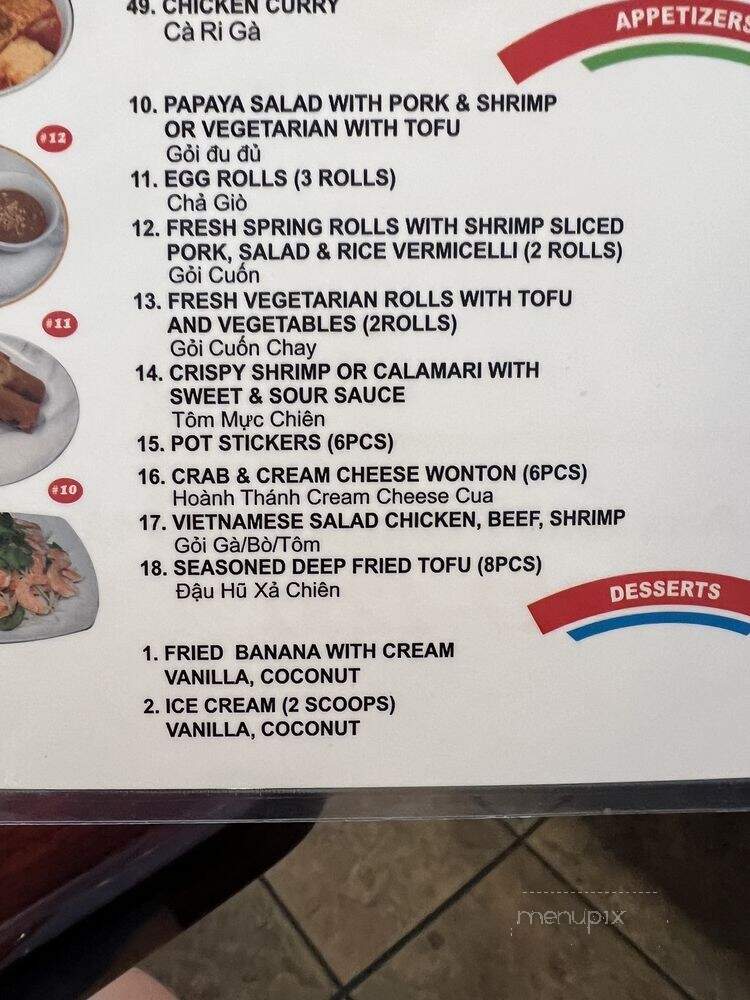 49. CHICKEN CURRY
Cà Ri Gà
APPETIZERS
10. PAPAYA SALAD WITH PORK & SHRIMP
OR VEGETARIAN WITH TOFU
Gỏi đu đủ
11. EGG ROLLS (3 ROLLS)
Chả Giò
12. FRESH SPRING ROLLS WITH SHRIMP SLICED
PORK, SALAD & RICE VERMICELLI (2 ROLLS)
Gỏi Cuốn
13. FRESH VEGETARIAN ROLLS WITH TOFU
AND VEGETABLES (2ROLLS)
Gỏi Cuốn Chay
14. CRISPY SHRIMP OR CALAMARI WITH
SWEET & SOUR SAUCE
Tôm Mực Chiên
15. POT STICKERS (6PCS)
16. CRAB & CREAM CHEESE WONTON (6PCS)
Hoành Thánh Cream Cheese Cua
17. VIETNAMESE SALAD CHICKEN, BEEF, SHRIMP
Gỏi Gà/Bò/Tôm
18. SEASONED DEEP FRIED TOFU (8PCS)
Đậu Hũ Xả Chiên
#12
#11
#10
DESSERTS
1. FRIED BANANA WITH CREAM
VANILLA, COCONUT
2. ICE CREAM (2 SCOOPS)
VANILLA, COCONUT
menupix